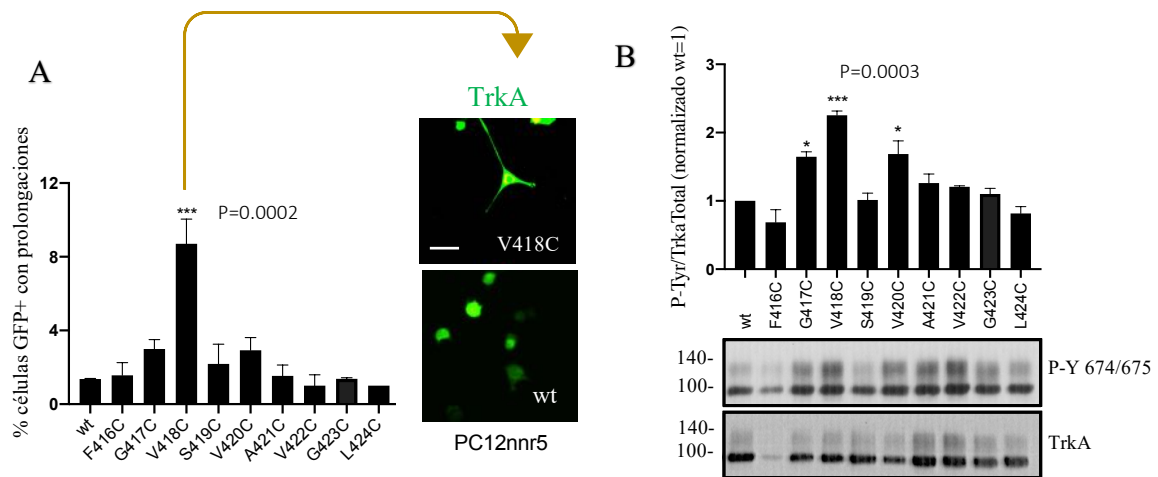 A
TrkA
% células GFP+ con prolongaciones
12
8
4
0
***
P=0.0002
wt
F416C
G417C
V418C
S419C
V420C
A421C
V422C
G423C
L424C
V418C
wt
PC12nnr5
B
P-Tyr/TrkaTotal (normalizado wt=1)
3
2
1
0
P=0.0003
*
***
*
wt
F416C
G417C
V418C
S419C
V420C
A421C
V422C
G423C
L424C
140-
100-
P-Y 674/675
140-
100-
TrkA